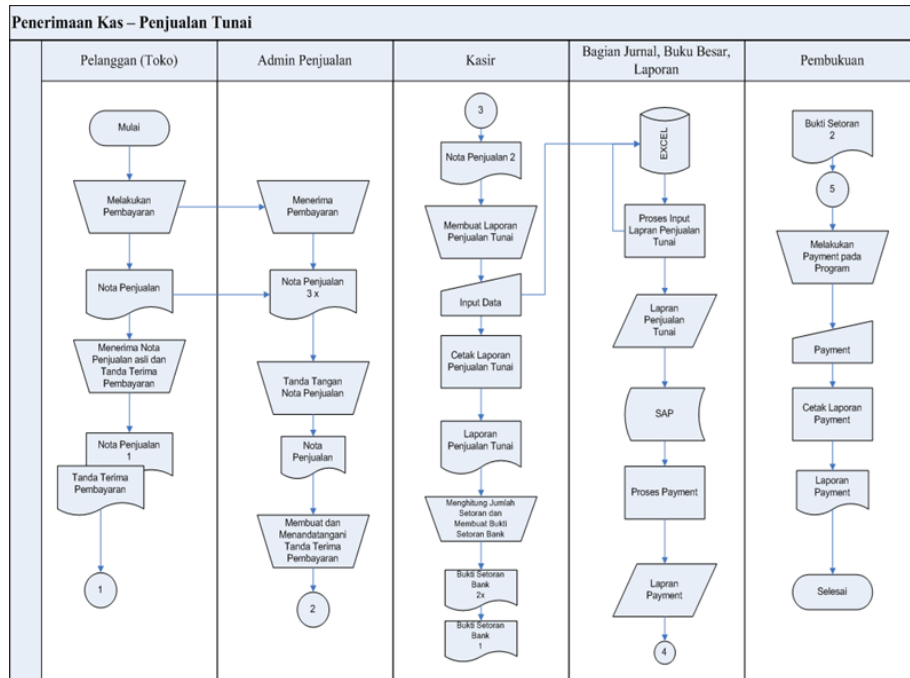 Penerimaan Kas – Penjualan Tunai
Pelanggan (Toko)
Admin Penjualan
Kasir
Bagian Jurnal, Buku Besar,
Laporan
Pembukuan
Mulai
Melakukan
Pembayaran
Nota Penjualan
Menerima Nota
Penjualan asli dan
Tanda Terima
Pembayaran
Nota Penjualan
1
Tanda Terima
Pembayaran
1
Menerima
Pembayaran
Nota Penjualan
3 x
Tanda Tangan
Nota Penjualan
Nota
Penjualan
Membuat dan
Menandatangani
Tanda Terima
Pembayaran
2
3
Nota Penjualan 2
Membuat Laporan
Penjualan Tunai
Input Data
Cetak Laporan
Penjualan Tunai
Laporan
Penjualan Tunai
Menghitung Jumlah
Setoran dan
Membuat Bukti
Setoran Bank
Bukti Setoran
Bank
2x
Bukti Setoran
Bank
1
EXCEL
Proses Input
Lapran Penjualan
Tunai
Lapran
Penjualan
Tunai
SAP
Proses Payment
Lapran
Payment
4
Bukti Setoran
2
5
Melakukan
Payment pada
Program
Payment
Cetak Laporan
Payment
Laporan
Payment
Selesai